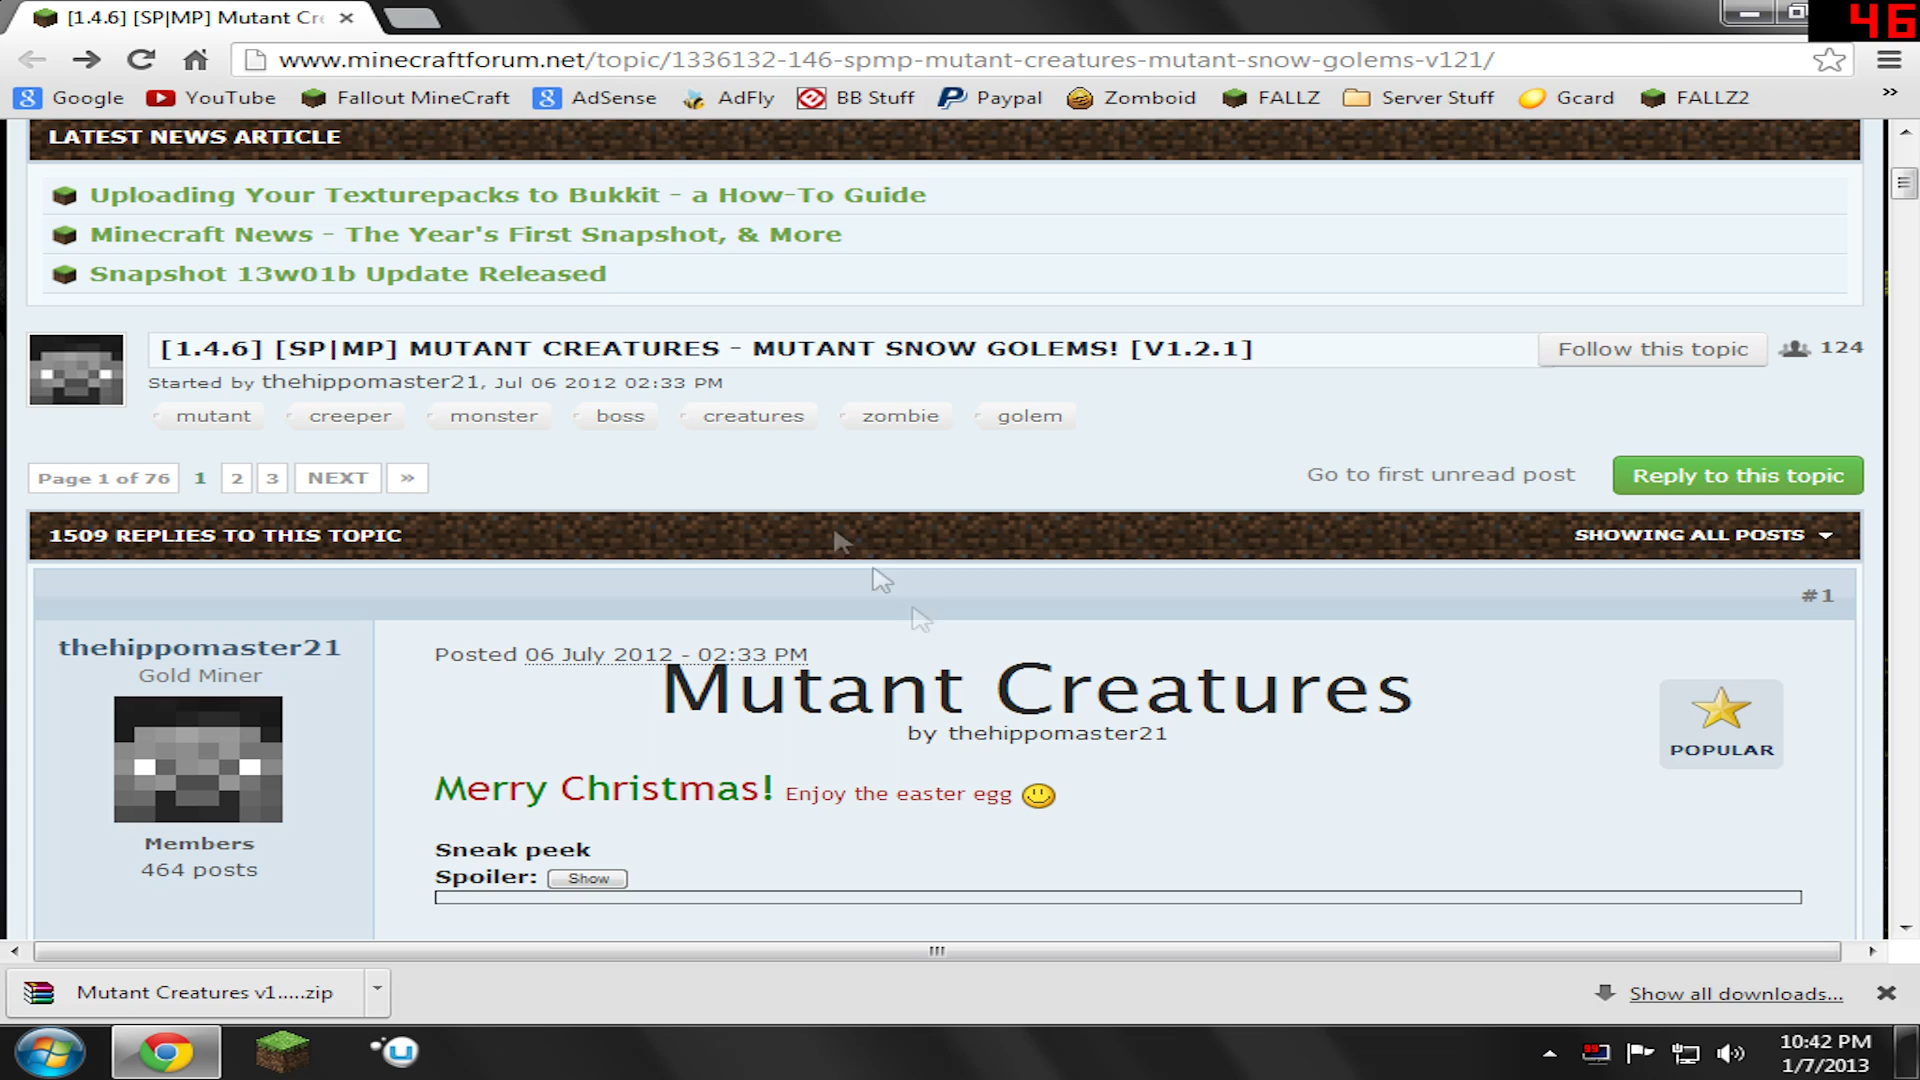 [1.4.6] [SP|MP] Mutant Cre
46
www.minecraftforum.net/topic/1336132-146-spmp-mutant-creatures-mutant-snow-golems-v121/
Google YouTube Fallout MineCraft AdSense AdFly BB Stuff Paypal Zomboid FALLZ Server Stuff Gcard FALLZ2 »
LATEST NEWS ARTICLE
Uploading Your Texturepacks to Bukkit - a How-To Guide
Minecraft News - The Year's First Snapshot, & More
Snapshot 13w01b Update Released
[1.4.6] [SP|MP] MUTANT CREATURES - MUTANT SNOW GOLEMS! [V1.2.1]
Follow this topic 124
Started by thehippomaster21, Jul 06 2012 02:33 PM
mutant creeper monster boss creatures zombie golem
Page 1 of 76 1 2 3 NEXT »
Go to first unread post Reply to this topic
1509 REPLIES TO THIS TOPIC
SHOWING ALL POSTS
#1
thehippomaster21
Gold Miner
Members
464 posts
Posted 06 July 2012 - 02:33 PM
Mutant Creatures
by thehippomaster21
POPULAR
Merry Christmas! Enjoy the easter egg
Sneak peek
Spoiler: Show
Mutant Creatures v1.....zip
Show all downloads...
99
10:42 PM
1/7/2013